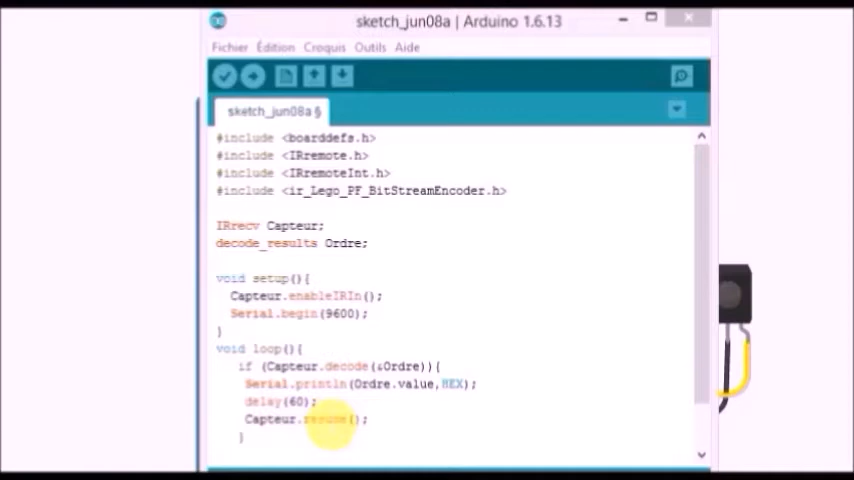 sketch_jun08a | Arduino 1.6.13
Fichier Édition Croquis Outils Aide
sketch_jun08a §
#include <boarddefs.h>
#include <IRremote.h>
#include <IRremoteInt.h>
#include <ir_Lego_PF_BitStreamEncoder.h>
IRrecv Capteur;
decode_results Ordre;
void setup(){
Capteur.enableIRIn();
Serial.begin(9600);
}
void loop(){
if (Capteur.decode(&Ordre)){
Serial.println(Ordre.value,HEX);
delay(60);
Capteur.resume();
}